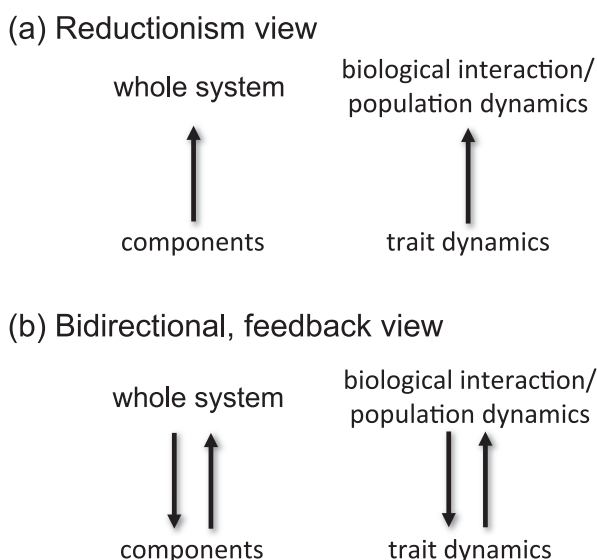 (a) Reductionism view
whole system
biological interaction/
population dynamics
components
trait dynamics
(b) Bidirectional, feedback view
whole system
biological interaction/
population dynamics
components
trait dynamics